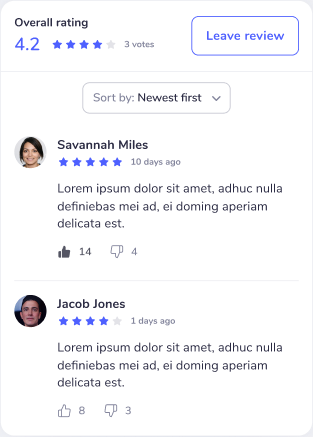 Overall rating
4.2 3 votes
Leave review
Sort by: Newest first
Savannah Miles
10 days ago
Lorem ipsum dolor sit amet, adhuc nulla
definiebas mei ad, ei doming aperiam
delicata est.
14 4
Jacob Jones
1 days ago
Lorem ipsum dolor sit amet, adhuc nulla
definiebas mei ad, ei doming aperiam
delicata est.
8 3